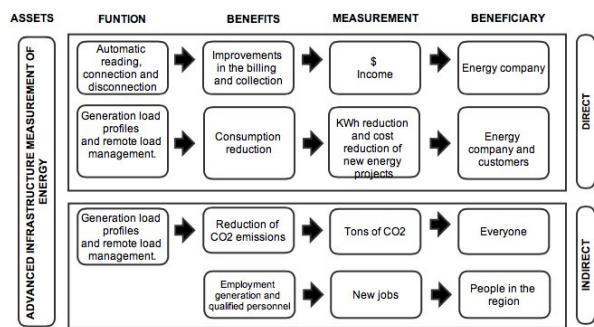 ASSETS FUNTION BENEFITS MEASUREMENT BENEFICIARY
ADVANCED INFRASTRUCTURE MEASUREMENT OF
ENERGY
Automatic
reading,
connection and
disconnection
Improvements
in the billing
and collection
$
Income
Energy company
Generation load
profiles
and remote load
management.
Consumption
reduction
KWh reduction
and cost
reduction of
new energy
projects
Energy
company and
customers
DIRECT
Generation load
profiles
and remote load
management.
Reduction of
CO2 emissions
Tons of CO2
Everyone
Employment
generation and
qualified personnel
New jobs
People in the
region
INDIRECT